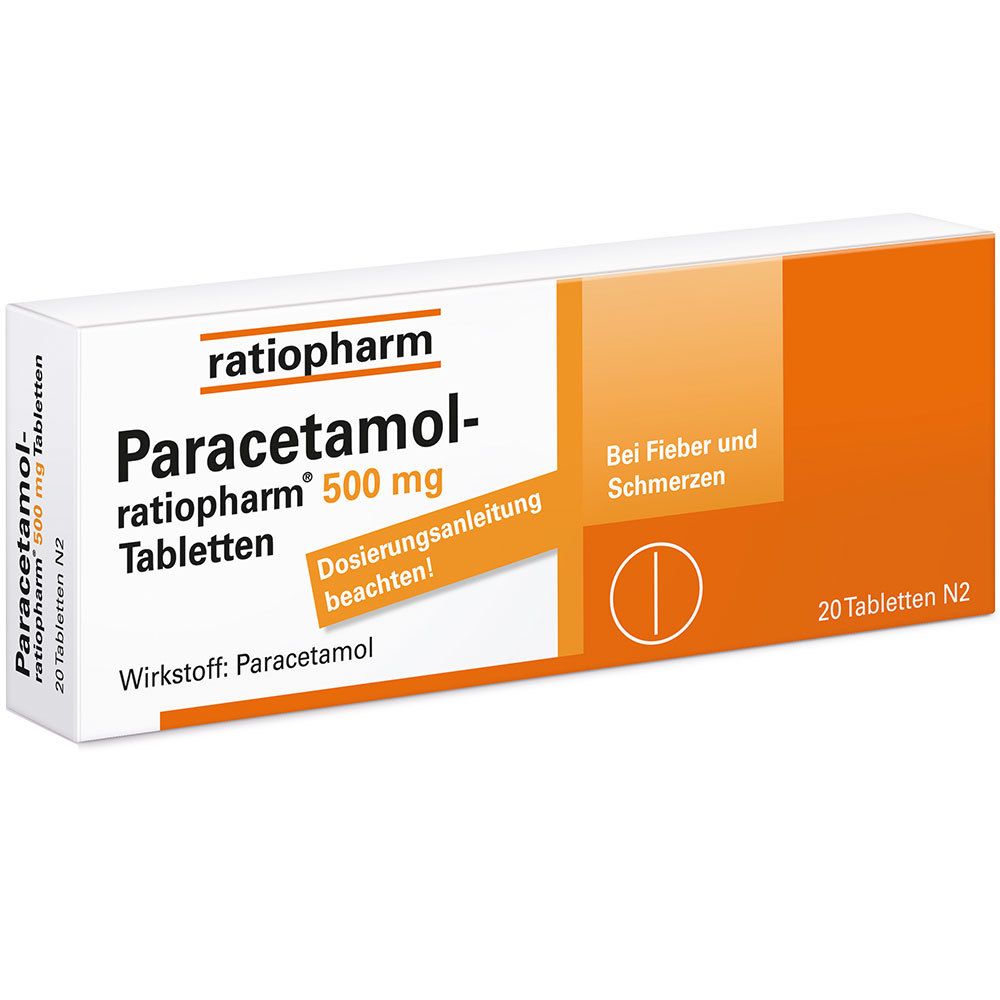 ratiopharm
Paracetamol-
ratiopharm® 500 mg
Tabletten
Dosierungsanleitung
beachten!
Wirkstoff: Paracetamol
Bei Fieber und
Schmerzen
20 Tabletten N2
Paracetamol-
ratiopharm® 500 mg Tabletten
20 Tabletten N2